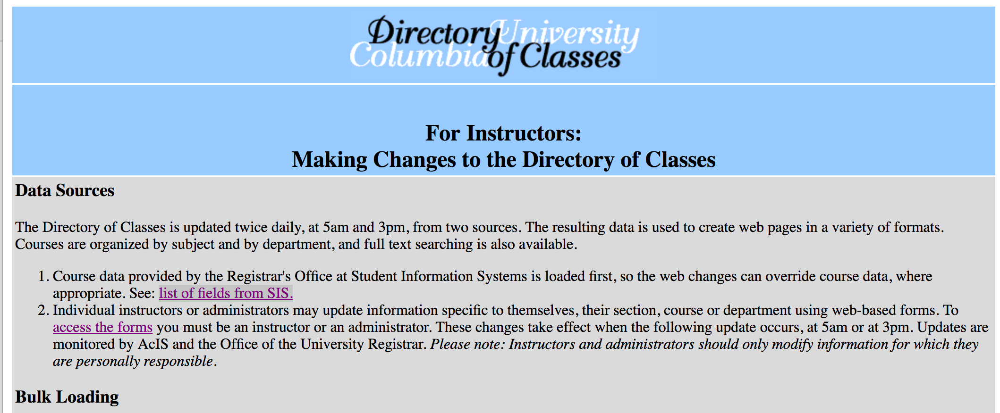 Directory University
Columbia of Classes
For Instructors:
Making Changes to the Directory of Classes
Data Sources
The Directory of Classes is updated twice daily, at 5am and 3pm, from two sources. The resulting data is used to create web pages in a variety of formats.
Courses are organized by subject and by department, and full text searching is also available.
1. Course data provided by the Registrar's Office at Student Information Systems is loaded first, so the web changes can override course data, where
appropriate. See: list of fields from SIS.
2. Individual instructors or administrators may update information specific to themselves, their section, course or department using web-based forms. To
access the forms you must be an instructor or an administrator. These changes take effect when the following update occurs, at 5am or at 3pm. Updates are
monitored by AcIS and the Office of the University Registrar. Please note: Instructors and administrators should only modify information for which they
are personally responsible.
Bulk Loading